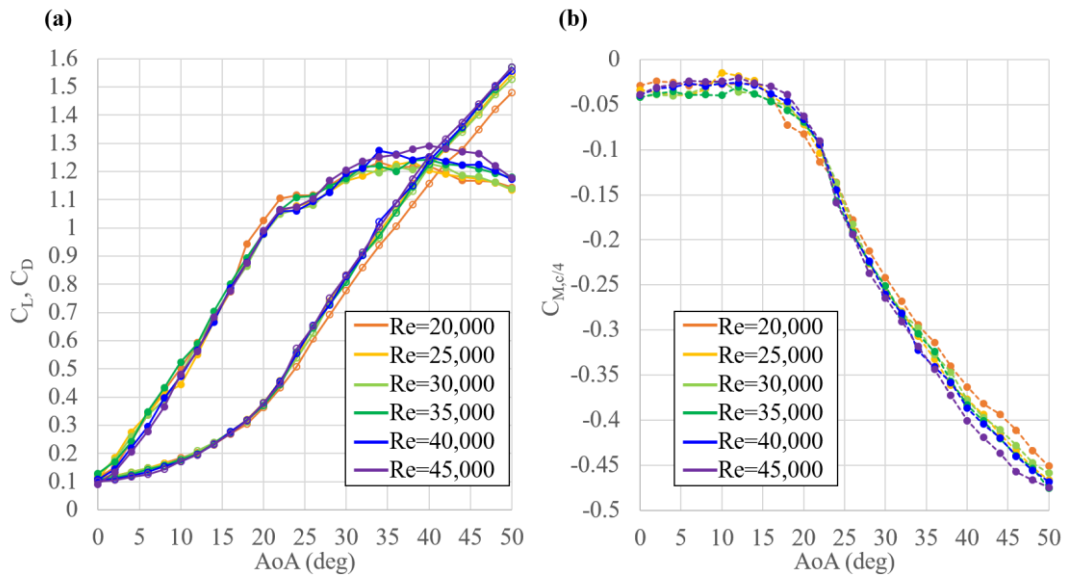 (a)
C_L, C_D
1.6
1.5
1.4
1.3
1.2
1.1
1
0.9
0.8
0.7
0.6
0.5
0.4
0.3
0.2
0.1
0
0 5 10 15 20 25 30 35 40 45 50
AoA (deg)
Re=20,000
Re=25,000
Re=30,000
Re=35,000
Re=40,000
Re=45,000
(b)
C_M,c/4
0
-0.05
-0.1
-0.15
-0.2
-0.25
-0.3
-0.35
-0.4
-0.45
-0.5
0 5 10 15 20 25 30 35 40 45 50
AoA (deg)
Re=20,000
Re=25,000
Re=30,000
Re=35,000
Re=40,000
Re=45,000